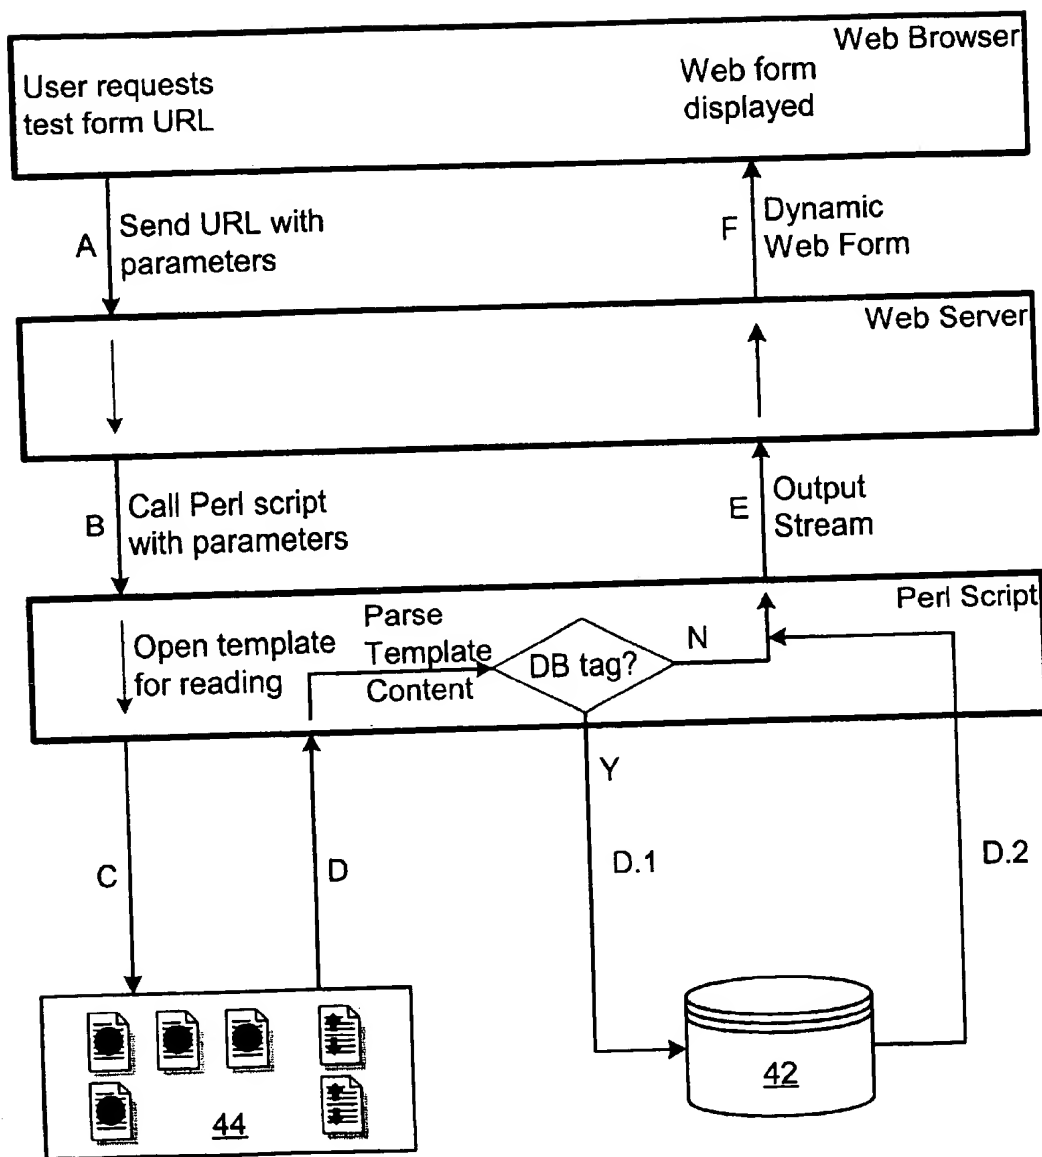 Web Browser
User requests
test form URL
Web form
displayed
A
Send URL with
parameters
F
Dynamic
Web Form
Web Server
B
Call Perl script
with parameters
E
Output
Stream
Perl Script
Open template
for reading
Parse
Template
Content
DB tag?
N
Y
C
D
D.1
D.2
44
42